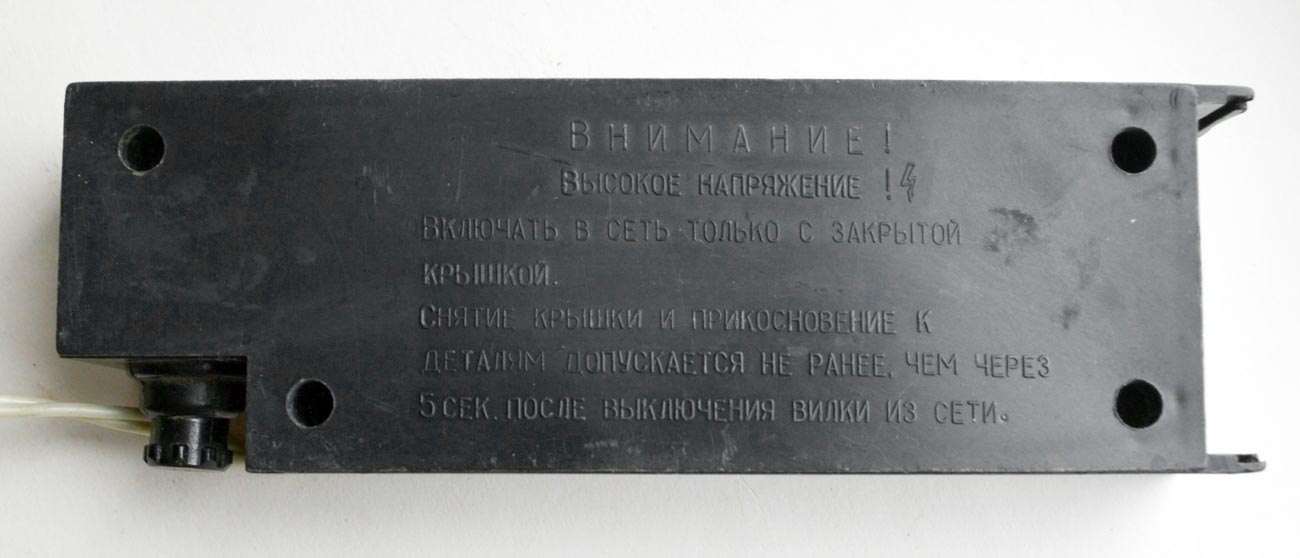 ВНИМАНИЕ!
ВЫСОКОЕ НАПРЯЖЕНИЕ !
ВКЛЮЧАТЬ В СЕТЬ ТОЛЬКО С ЗАКРЫТОЙ
КРЫШКОЙ.
СНЯТИЕ КРЫШКИ И ПРИКОСНОВЕНИЕ К
ДЕТАЛЯМ ДОПУСКАЕТСЯ НЕ РАНЕЕ, ЧЕМ ЧЕРЕЗ
5 СЕК. ПОСЛЕ ВЫКЛЮЧЕНИЯ ВИЛКИ ИЗ СЕТИ.